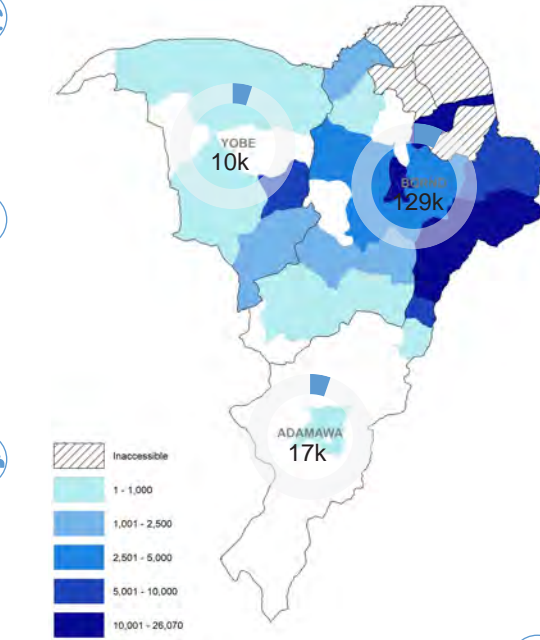 YOBE
10k
BORNO
129k
ADAMAWA
17k
Inaccessible
1 - 1,000
1,001 - 2,500
2,501 - 5,000
5,001 - 10,000
10,001 - 26,070